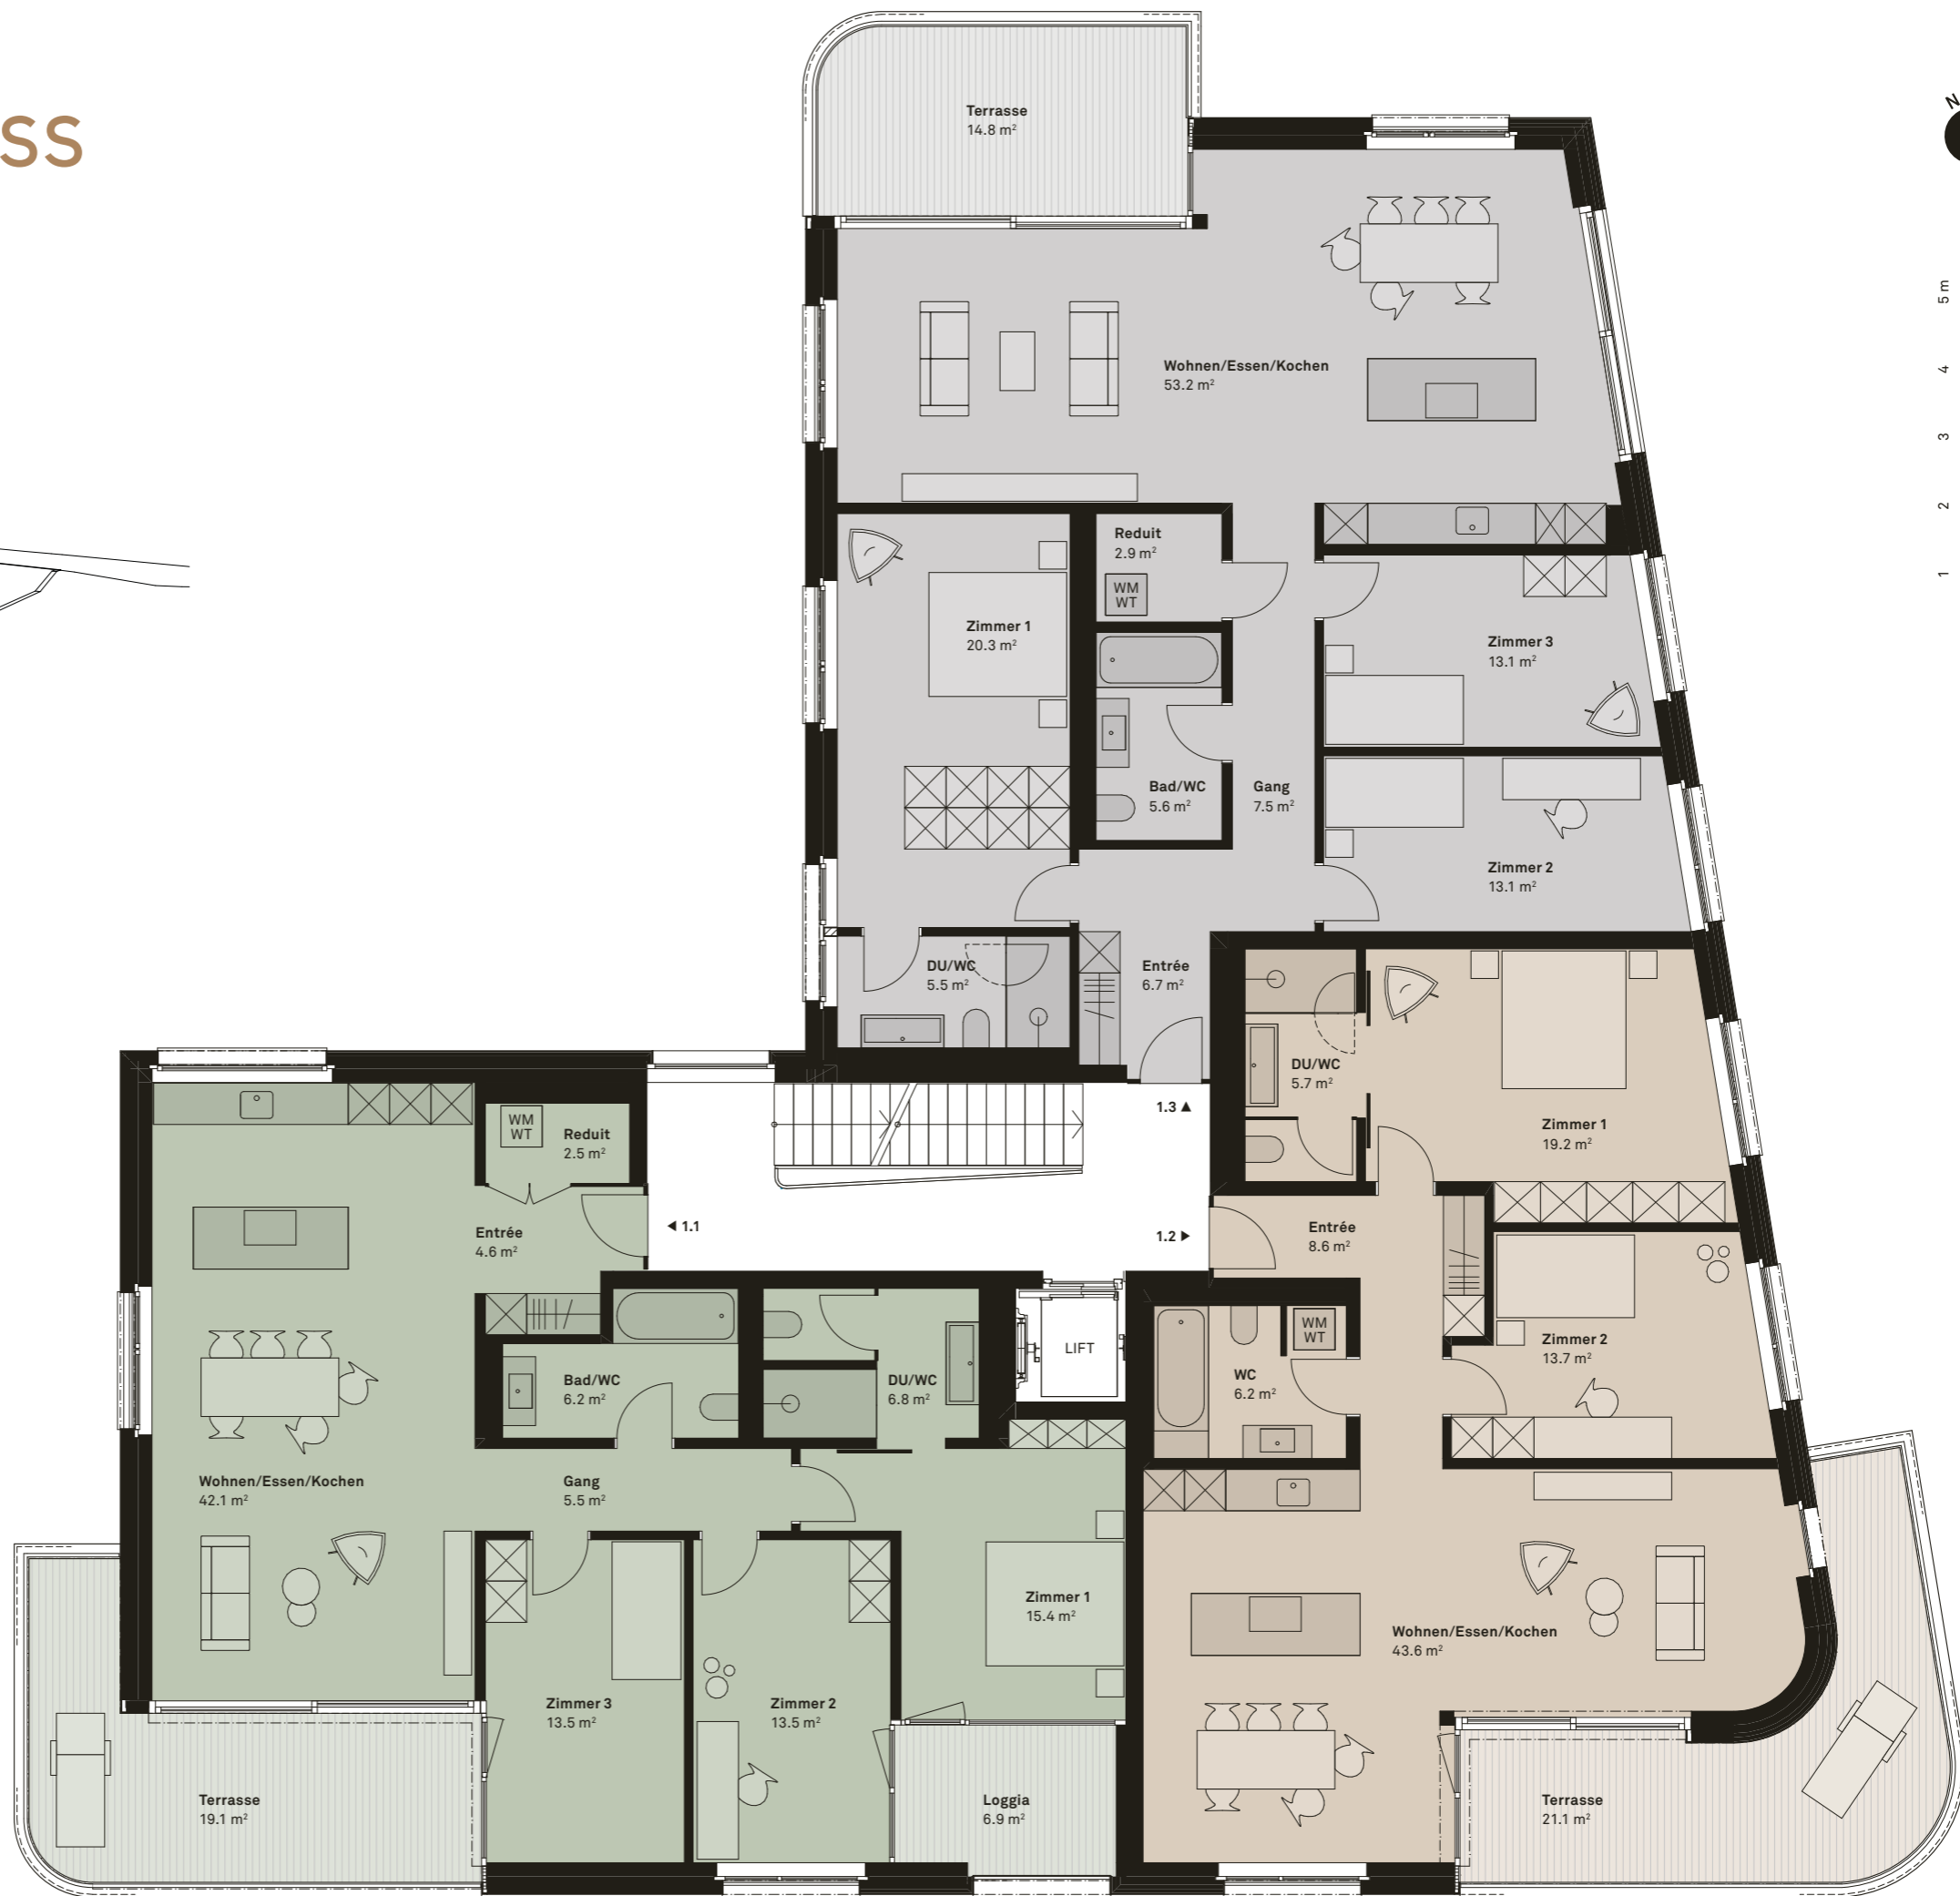 ss
N
Terrasse
14.8 m²
5 m
4
3
2
1
Wohnen/Essen/Kochen
53.2 m²
Reduit
2.9 m²
WM
WT
Zimmer 1
20.3 m²
Zimmer 3
13.1 m²
Bad/WC
5.6 m²
Gang
7.5 m²
Zimmer 2
13.1 m²
DU/WC
5.5 m²
Entrée
6.7 m²
DU/WC
5.7 m²
Zimmer 1
19.2 m²
1.3 ▲
WM
WT
Reduit
2.5 m²
Entrée
4.6 m²
◀ 1.1
1.2 ▶
Entrée
8.6 m²
WM
WT
LIFT
Zimmer 2
13.7 m²
Bad/WC
6.2 m²
DU/WC
6.8 m²
WC
6.2 m²
Wohnen/Essen/Kochen
42.1 m²
Gang
5.5 m²
Zimmer 1
15.4 m²
Wohnen/Essen/Kochen
43.6 m²
Zimmer 3
13.5 m²
Zimmer 2
13.5 m²
Terrasse
19.1 m²
Loggia
6.9 m²
Terrasse
21.1 m²